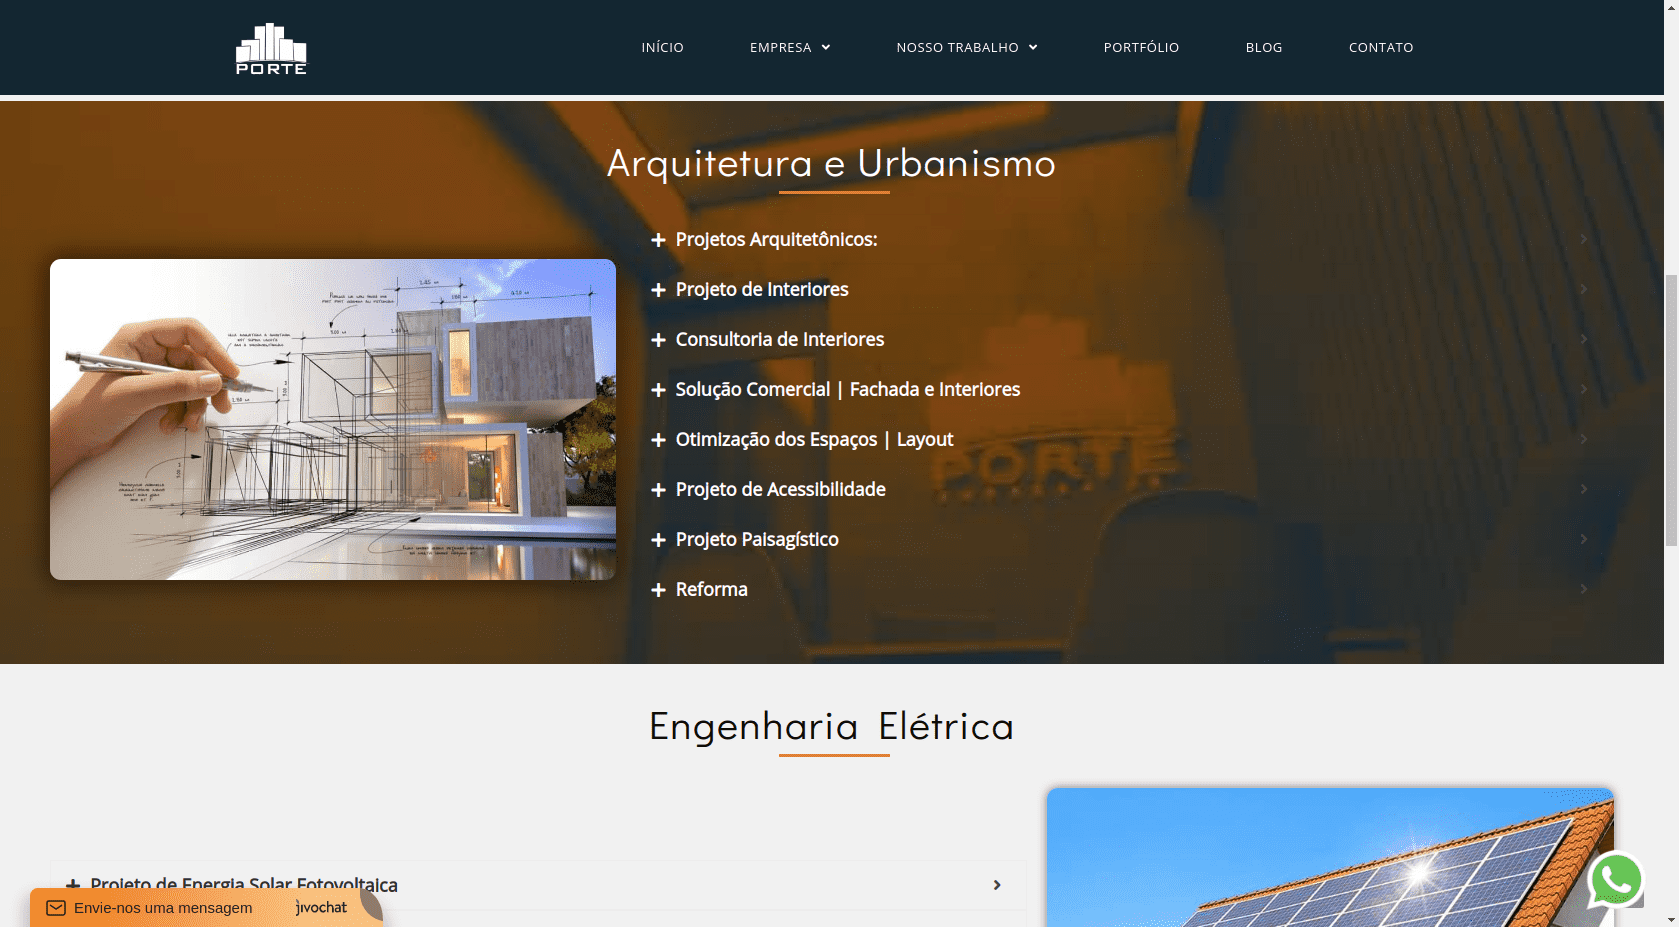 PORTE
INÍCIO
EMPRESA
NOSSO TRABALHO
PORTFÓLIO
BLOG
CONTATO
Arquitetura e Urbanismo
Projetos Arquitetônicos:
Projeto de Interiores
Consultoria de Interiores
Solução Comercial | Fachada e Interiores
Otimização dos Espaços | Layout
Projeto de Acessibilidade
Projeto Paisagístico
Reforma
PORTE
Engenharia Elétrica
Projeto de Energia Solar Fotovoltaica
Envie-nos uma mensagem
jivochat